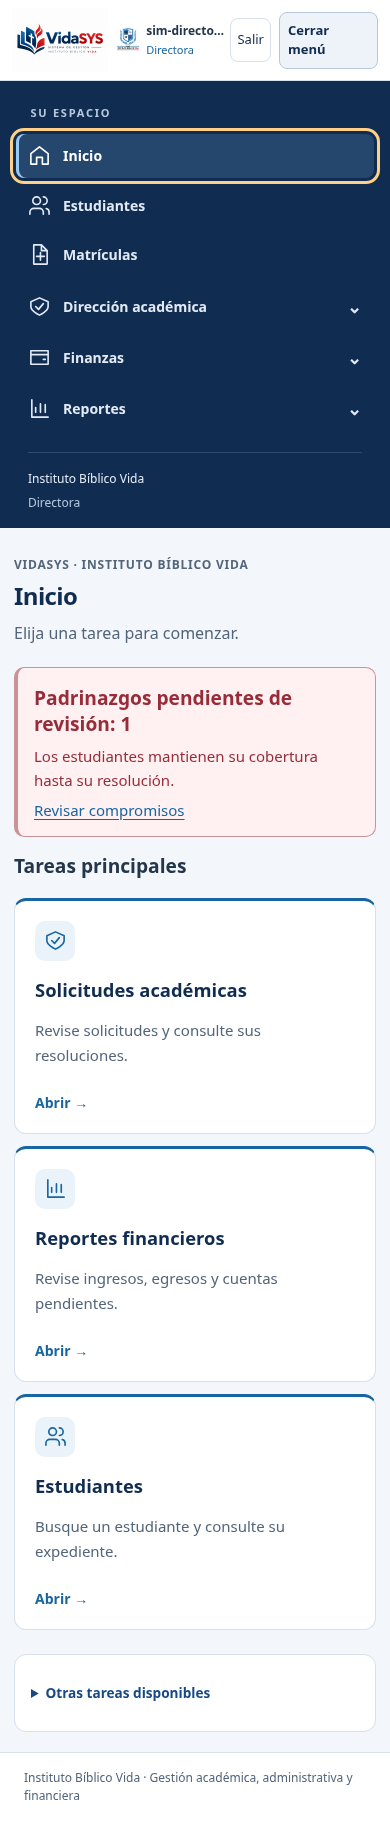 VidaSYS
sim-directo...
Directora
Salir
Cerrar
menú
SU ESPACIO
Inicio
Estudiantes
Matrículas
Dirección académica
Finanzas
Reportes
Instituto Bíblico Vida
Directora
VIDASYS · INSTITUTO BÍBLICO VIDA
Inicio
Elija una tarea para comenzar.
Padrinazgos pendientes de
revisión: 1
Los estudiantes mantienen su cobertura
hasta su resolución.
Revisar compromisos
Tareas principales
Solicitudes académicas
Revise solicitudes y consulte sus
resoluciones.
Abrir →
Reportes financieros
Revise ingresos, egresos y cuentas
pendientes.
Abrir →
Estudiantes
Busque un estudiante y consulte su
expediente.
Abrir →
Otras tareas disponibles
Instituto Bíblico Vida · Gestión académica, administrativa y
financiera